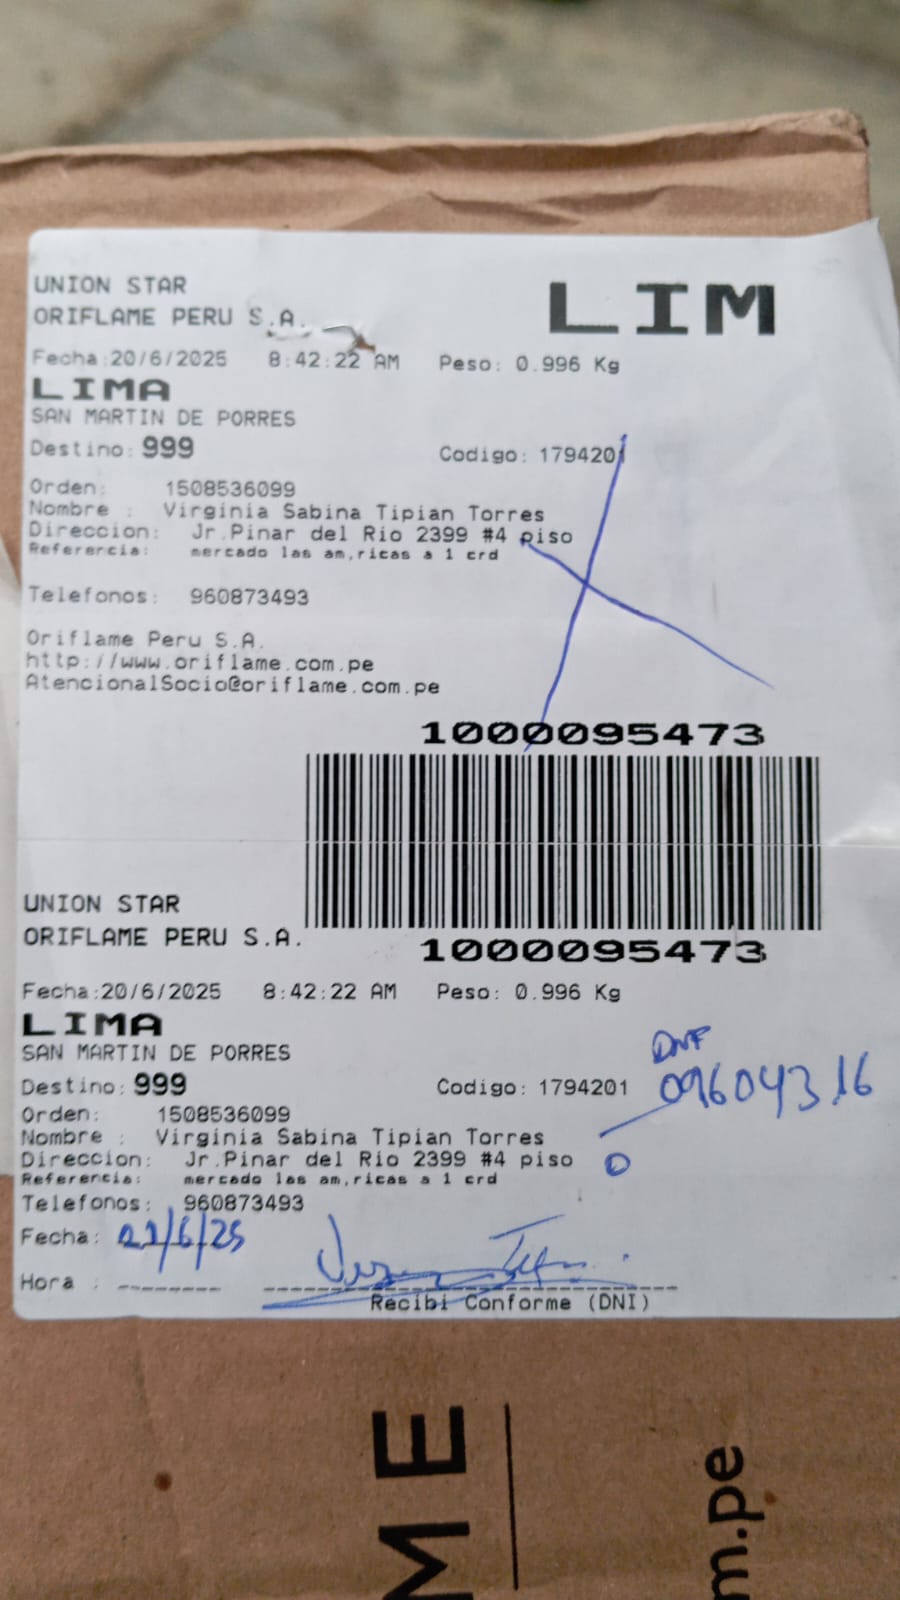 UNION STAR
ORIFLAME PERU S.A.
LIM
Fecha:20/6/2025 8:42:22 AM Peso: 0.996 Kg
LIMA
SAN MARTIN DE PORRES
Destino: 999 Codigo: 1794201
Orden: 1508536099
Nombre : Virginia Sabina Tipian Torres
Direccion: Jr.Pinar del Rio 2399 #4 piso
Referencia: mercado las am,ricas a 1 crd
Telefonos: 960873493
Oriflame Peru S.A.
http://www.oriflame.com.pe
AtencionalSocio@oriflame.com.pe
1000095473
UNION STAR
ORIFLAME PERU S.A.
1000095473
Fecha:20/6/2025 8:42:22 AM Peso: 0.996 Kg
LIMA
SAN MARTIN DE PORRES
Destino: 999 Codigo: 1794201
09604316
Orden: 1508536099
Nombre : Virginia Sabina Tipian Torres
Direccion: Jr.Pinar del Rio 2399 #4 piso
Referencia: mercado las am,ricas a 1 crd
Telefonos: 960873493
Fecha: 21/6/25
Hora :
Recibi Conforme (DNI)
ME
m.pe